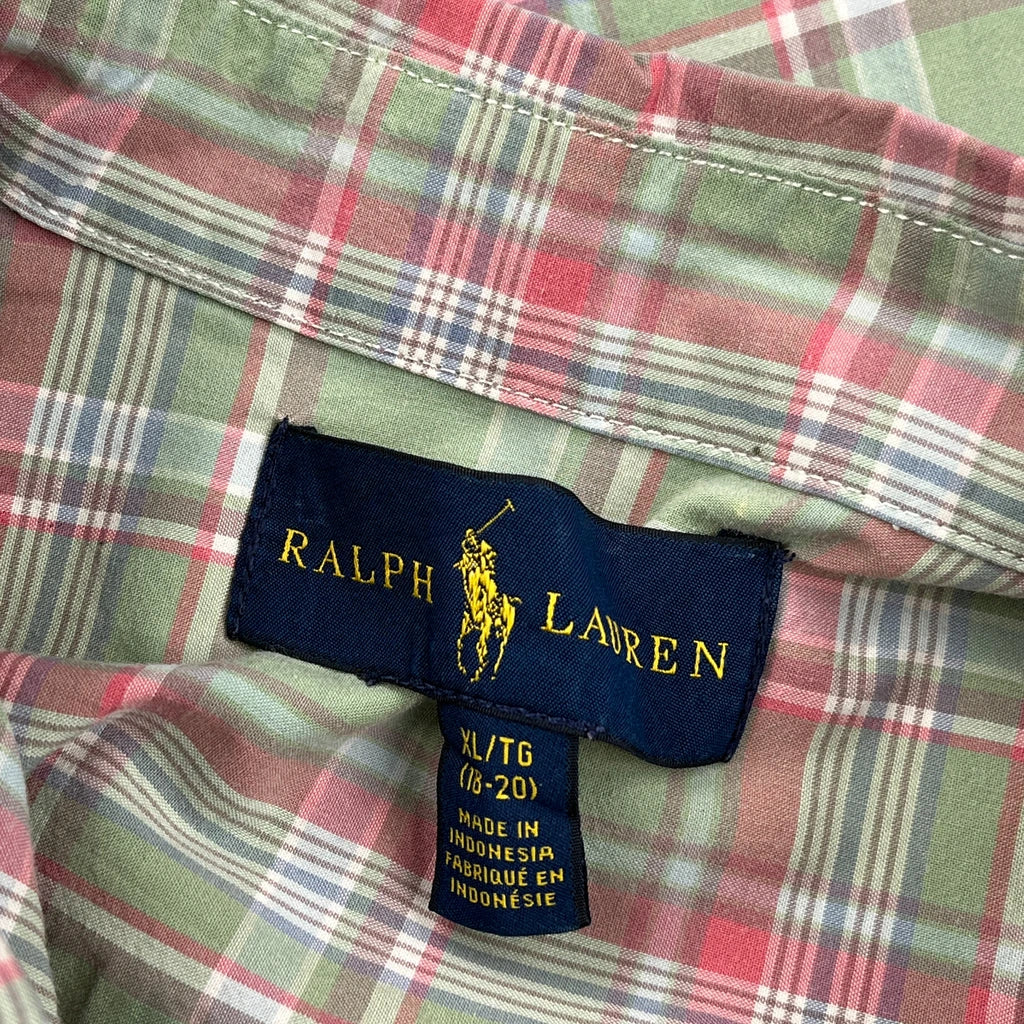 RALPH LAUREN
XL/TG
(18-20)
MADE IN
INDONESIA
FABRIQUÉ EN
INDONÉSIE